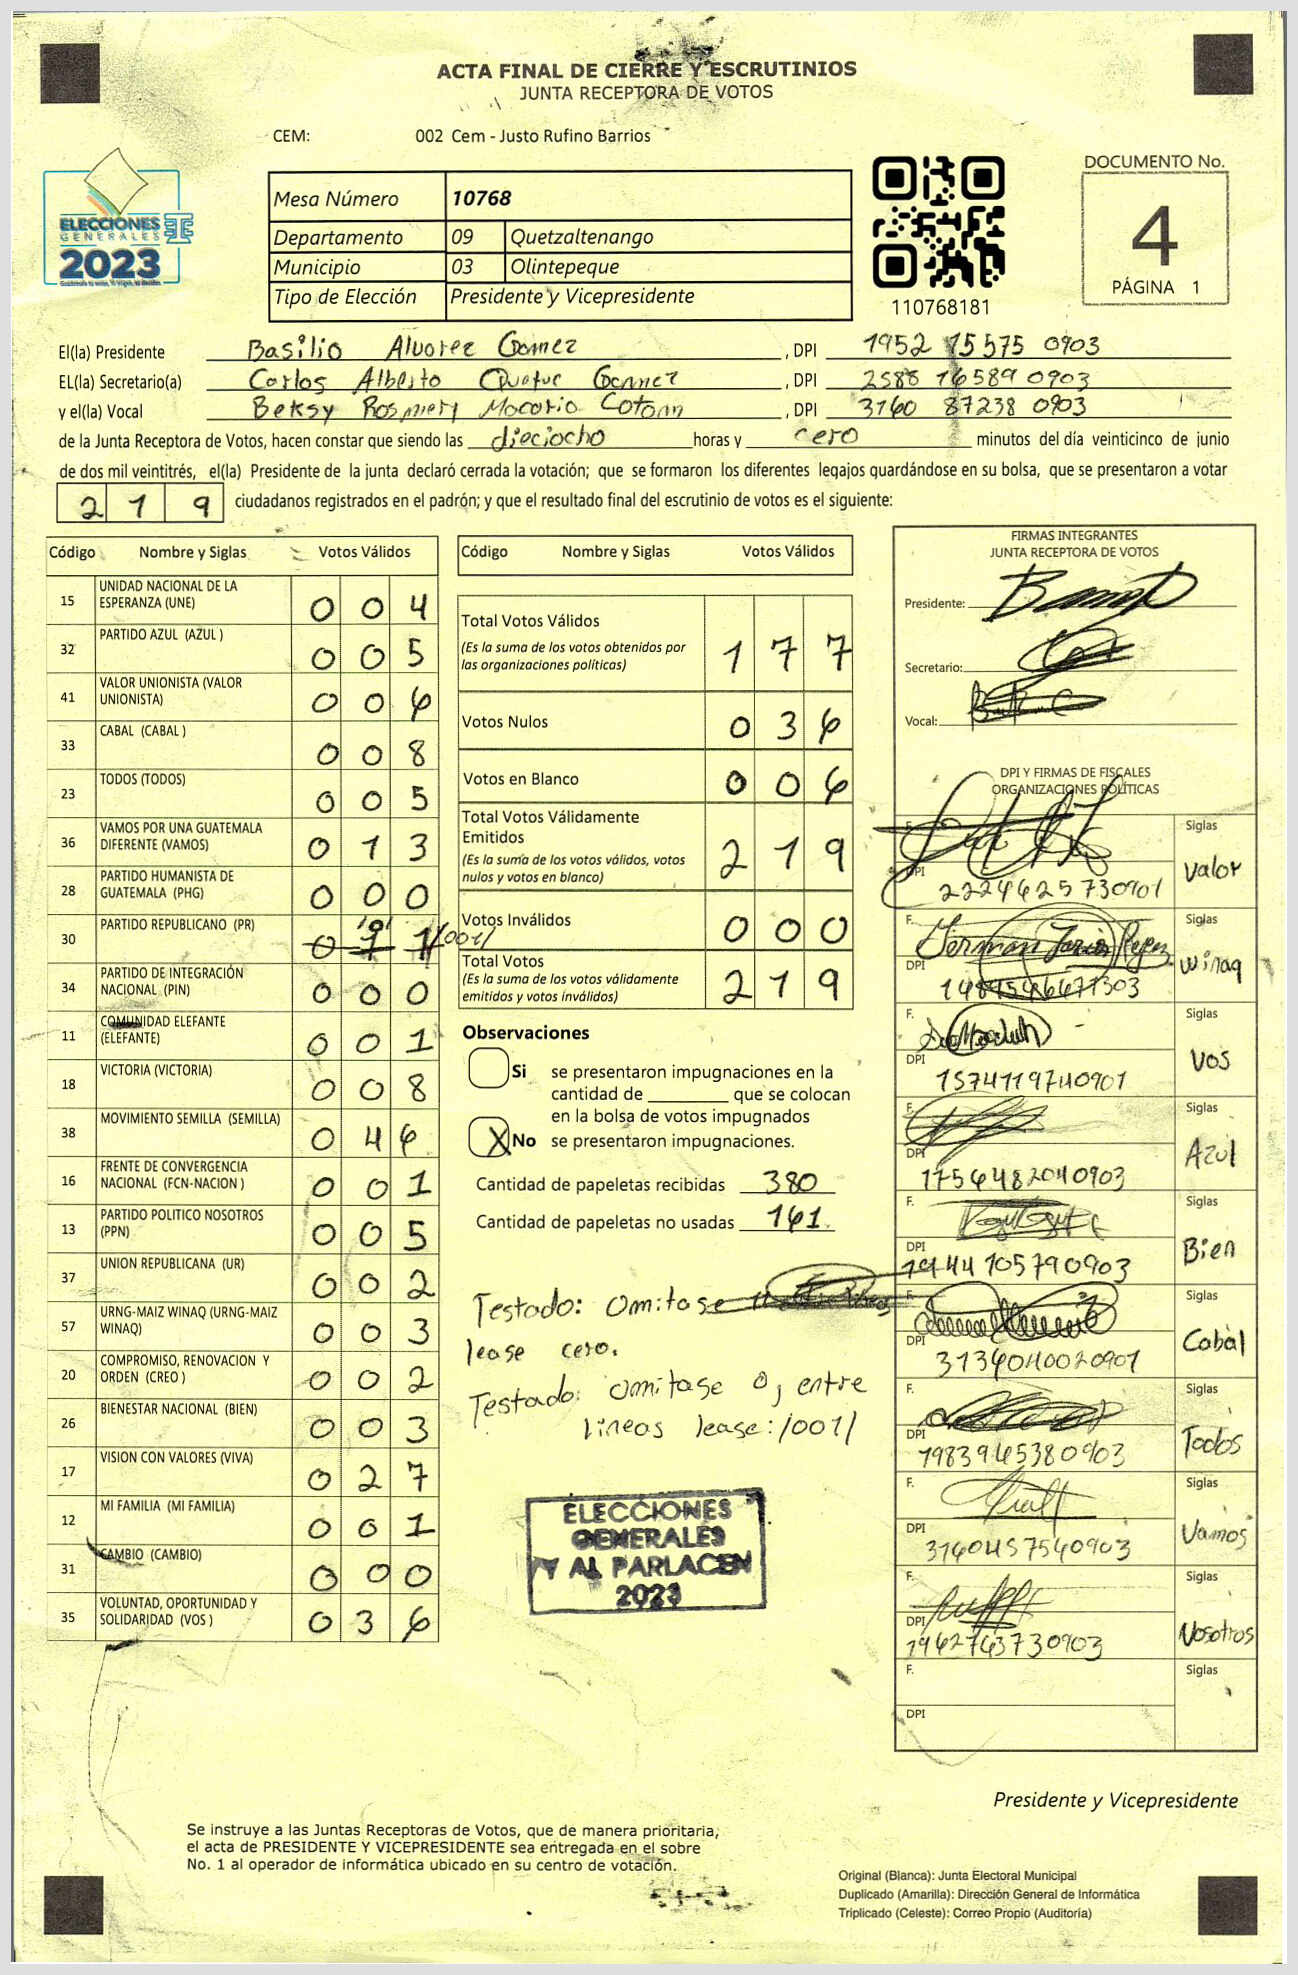 ACTA FINAL DE CIERRE Y ESCRUTINIOS
JUNTA RECEPTORA DE VOTOS
CEM: 002 Cem - Justo Rufino Barrios
ELECCIONES
GENERALES
2023
Mesa Número 10768
Departamento 09 Quetzaltenango
Municipio 03 Olintepeque
Tipo de Elección Presidente y Vicepresidente
110768181
DOCUMENTO No.
4
PÁGINA 1
El(la) Presidente Basilio Alvarez Gomez, DPI 1952 15575 0903
EL(la) Secretario(a) Carlos Alberto Gomez, DPI 2588 16589 0903
y el(la) Vocal Beksy Rosmery Macario, DPI 3160 87238 0903
de la Junta Receptora de Votos, hacen constar que siendo las dieciocho horas y cero minutos del día veinticinco de junio
de dos mil veintitrés, el(la) Presidente de la junta declaró cerrada la votación; que se formaron los diferentes legajos quardándose en su bolsa, que se presentaron a votar
219 ciudadanos registrados en el padrón; y que el resultado final del escrutinio de votos es el siguiente:
Código Nombre y Siglas Votos Válidos
15 UNIDAD NACIONAL DE LA ESPERANZA (UNE) 0 0 4
32 PARTIDO AZUL (AZUL ) 0 0 5
41 VALOR UNIONISTA (VALOR UNIONISTA) 0 0 6
33 CABAL (CABAL ) 0 0 8
23 TODOS (TODOS) 0 0 5
36 VAMOS POR UNA GUATEMALA DIFERENTE (VAMOS) 0 1 3
28 PARTIDO HUMANISTA DE GUATEMALA (PHG) 0 0 0
30 PARTIDO REPUBLICANO (PR) 0 1 1 /001/
34 PARTIDO DE INTEGRACIÓN NACIONAL (PIN) 0 0 0
11 COMUNIDAD ELEFANTE (ELEFANTE) 0 0 1
18 VICTORIA (VICTORIA) 0 0 8
38 MOVIMIENTO SEMILLA (SEMILLA) 0 4 6
16 FRENTE DE CONVERGENCIA NACIONAL (FCN-NACION ) 0 0 1
13 PARTIDO POLITICO NOSOTROS (PPN) 0 0 5
37 UNION REPUBLICANA (UR) 0 0 2
57 URNG-MAIZ WINAQ (URNG-MAIZ WINAQ) 0 0 3
20 COMPROMISO, RENOVACION Y ORDEN (CREO ) 0 0 2
26 BIENESTAR NACIONAL (BIEN) 0 0 3
17 VISION CON VALORES (VIVA) 0 2 7
12 MI FAMILIA (MI FAMILIA) 0 0 1
31 CAMBIO (CAMBIO) 0 0 0
35 VOLUNTAD, OPORTUNIDAD Y SOLIDARIDAD (VOS ) 0 3 6
Código Nombre y Siglas Votos Válidos
Total Votos Válidos 1 7 7
(Es la suma de los votos obtenidos por
las organizaciones políticas)
Votos Nulos 0 3 6
Votos en Blanco 0 0 6
Total Votos Válidamente
Emitidos 2 1 9
(Es la suma de los votos válidos, votos
nulos y votos en blanco)
Votos Inválidos 0 0 0
Total Votos 2 1 9
(Es la suma de los votos válidamente
emitidos y votos inválidos)
Observaciones
Si se presentaron impugnaciones en la
cantidad de ________ que se colocan
en la bolsa de votos impugnados
X No se presentaron impugnaciones.
Cantidad de papeletas recibidas 380
Cantidad de papeletas no usadas 161.
Testado: omitase
lease cero.
Testado: omitase 0, entre
lineas lease: /001/
ELECCIONES
GENERALES
Y AL PARLACEN
2023
FIRMAS INTEGRANTES
JUNTA RECEPTORA DE VOTOS
Presidente:
Secretario:
Vocal:
DPI Y FIRMAS DE FISCALES
ORGANIZACIONES POLÍTICAS
F. Siglas
DPI 2224625730901 Valor
F. Siglas
DPI Winaq
F. Siglas
DPI 1574119740901 Vos
F. Siglas
DPI 1756482040903 Azul
F. Siglas
DPI 1944105790903 Bien
F. Siglas
DPI 3134040020901 Cabal
F. Siglas
DPI 1983965380903 Todos
F. Siglas
DPI 3140457540903 Vamos
F. Siglas
DPI 1962763730903 Nosotros
F. Siglas
DPI
Presidente y Vicepresidente
Se instruye a las Juntas Receptoras de Votos, que de manera prioritaria,
el acta de PRESIDENTE Y VICEPRESIDENTE sea entregada en el sobre
No. 1 al operador de informática ubicado en su centro de votación.
Original (Blanca): Junta Electoral Municipal
Duplicado (Amarilla): Dirección General de Informática
Triplicado (Celeste): Correo Propio (Auditoría)